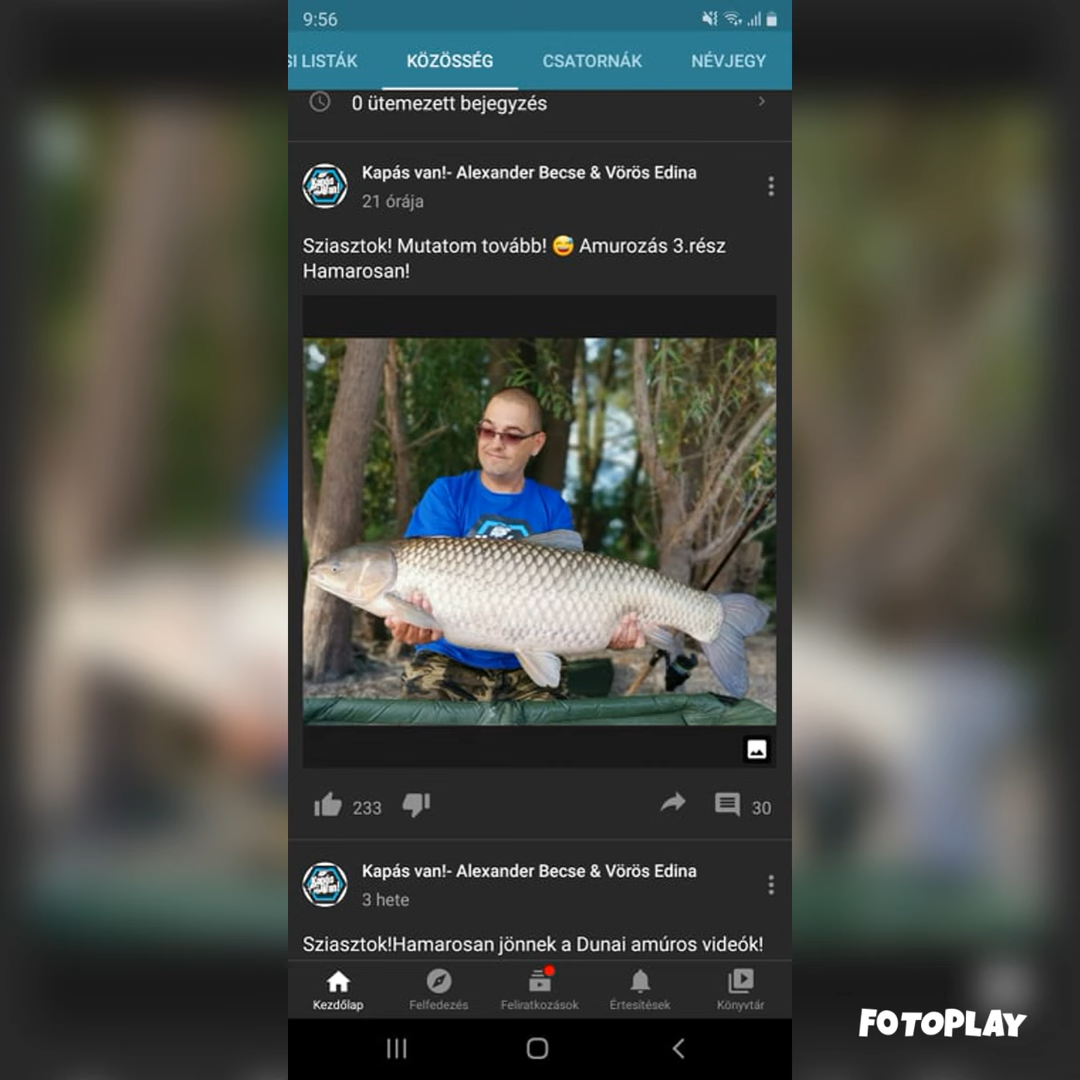 9:56
SI LISTÁK KÖZÖSSÉG CSATORNÁK NÉVJEGY
0 ütemezett bejegyzés
Kapás van!- Alexander Becse & Vörös Edina
21 órája
Sziasztok! Mutatom tovább! 😅 Amurozás 3.rész
Hamarosan!
233 30
Kapás van!- Alexander Becse & Vörös Edina
3 hete
Sziasztok!Hamarosan jönnek a Dunai amúros videók!
Kezdőlap Felfedezés Feliratkozások Értesítések Könyvtár
FOTOPLAY